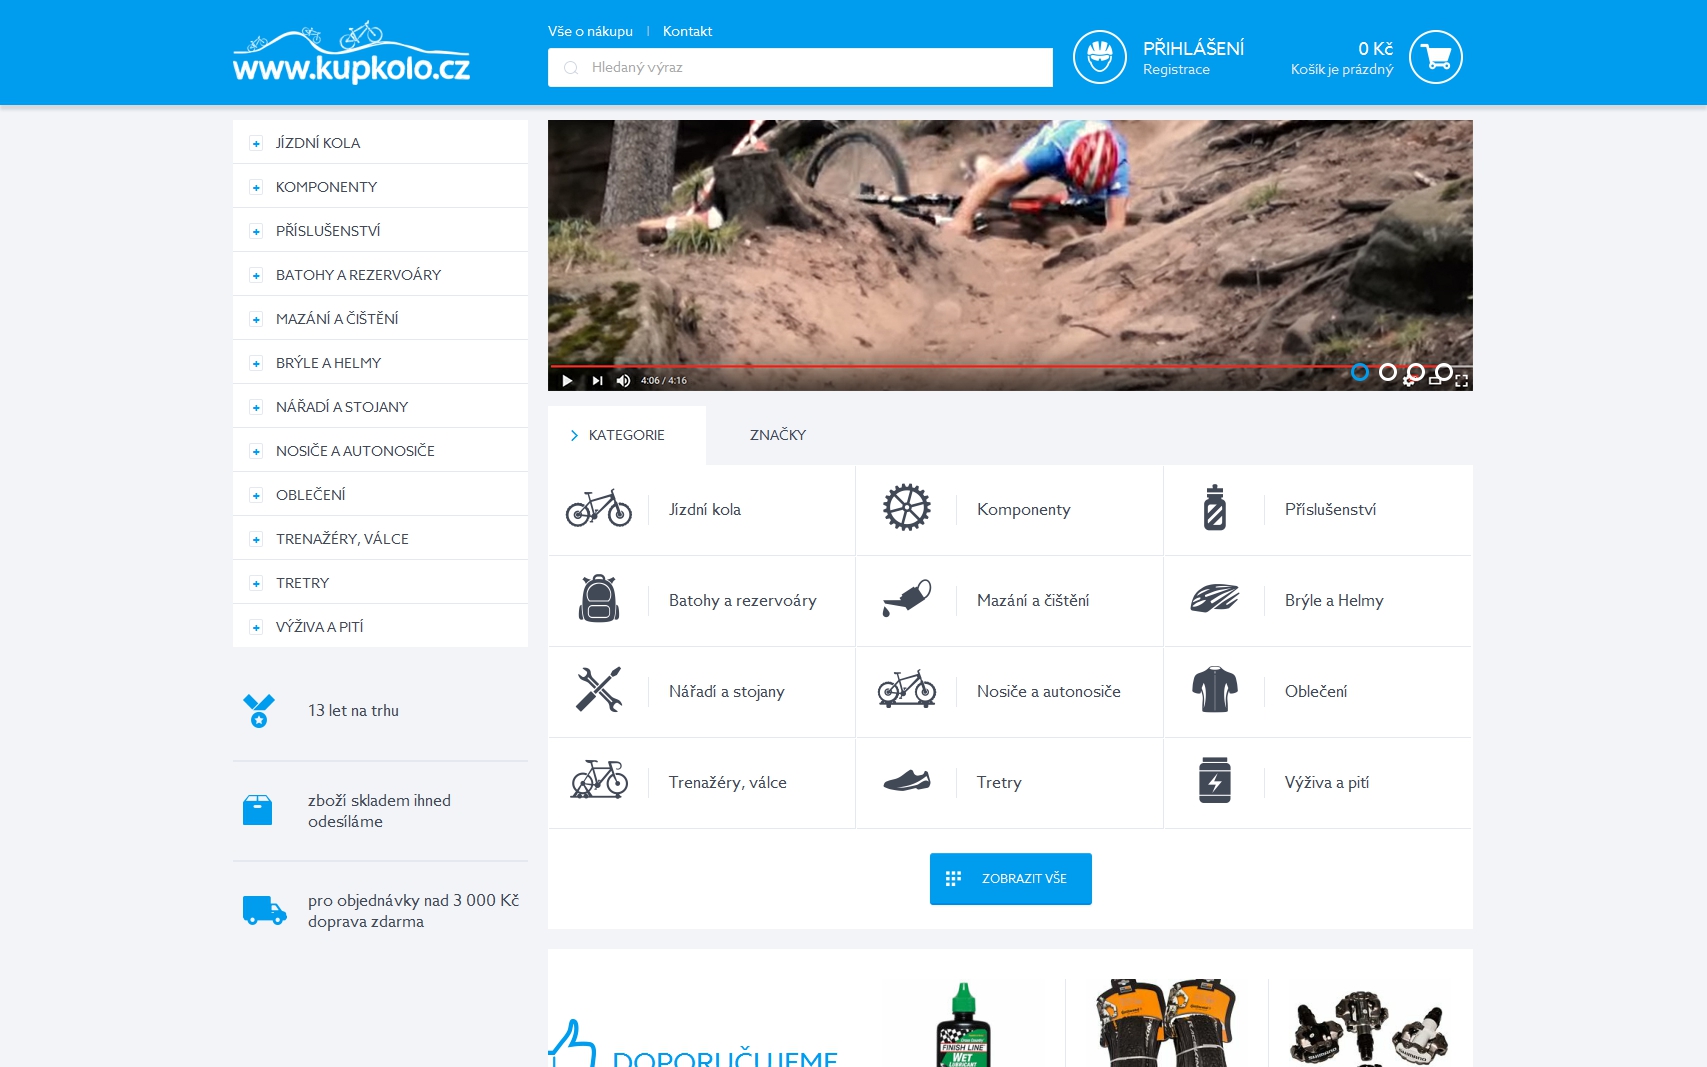 www.kupkolo.cz
Vše o nákupu
Kontakt
Hledaný výraz
PŘIHLÁŠENÍ
Registrace
0 Kč
Košík je prázdný
JÍZDNÍ KOLA
KOMPONENTY
PŘÍSLUŠENSTVÍ
BATOHY A REZERVOÁRY
MAZÁNÍ A ČIŠTĚNÍ
BRÝLE A HELMY
NÁŘADÍ A STOJANY
NOSIČE A AUTONOSIČE
OBLEČENÍ
TRENAŽÉRY, VÁLCE
TRETRY
VÝŽIVA A PITÍ
13 let na trhu
zboží skladem ihned
odesíláme
pro objednávky nad 3 000 Kč
doprava zdarma
4:06 / 4:16
KATEGORIE
ZNAČKY
Jízdní kola
Komponenty
Příslušenství
Batohy a rezervoáry
Mazání a čištění
Brýle a Helmy
Nářadí a stojany
Nosiče a autonosiče
Oblečení
Trenažéry, válce
Tretry
Výživa a pití
ZOBRAZIT VŠE
DOPORUČUJEME
FINISH LINE
WET
LUBRICANT
SHIMANO